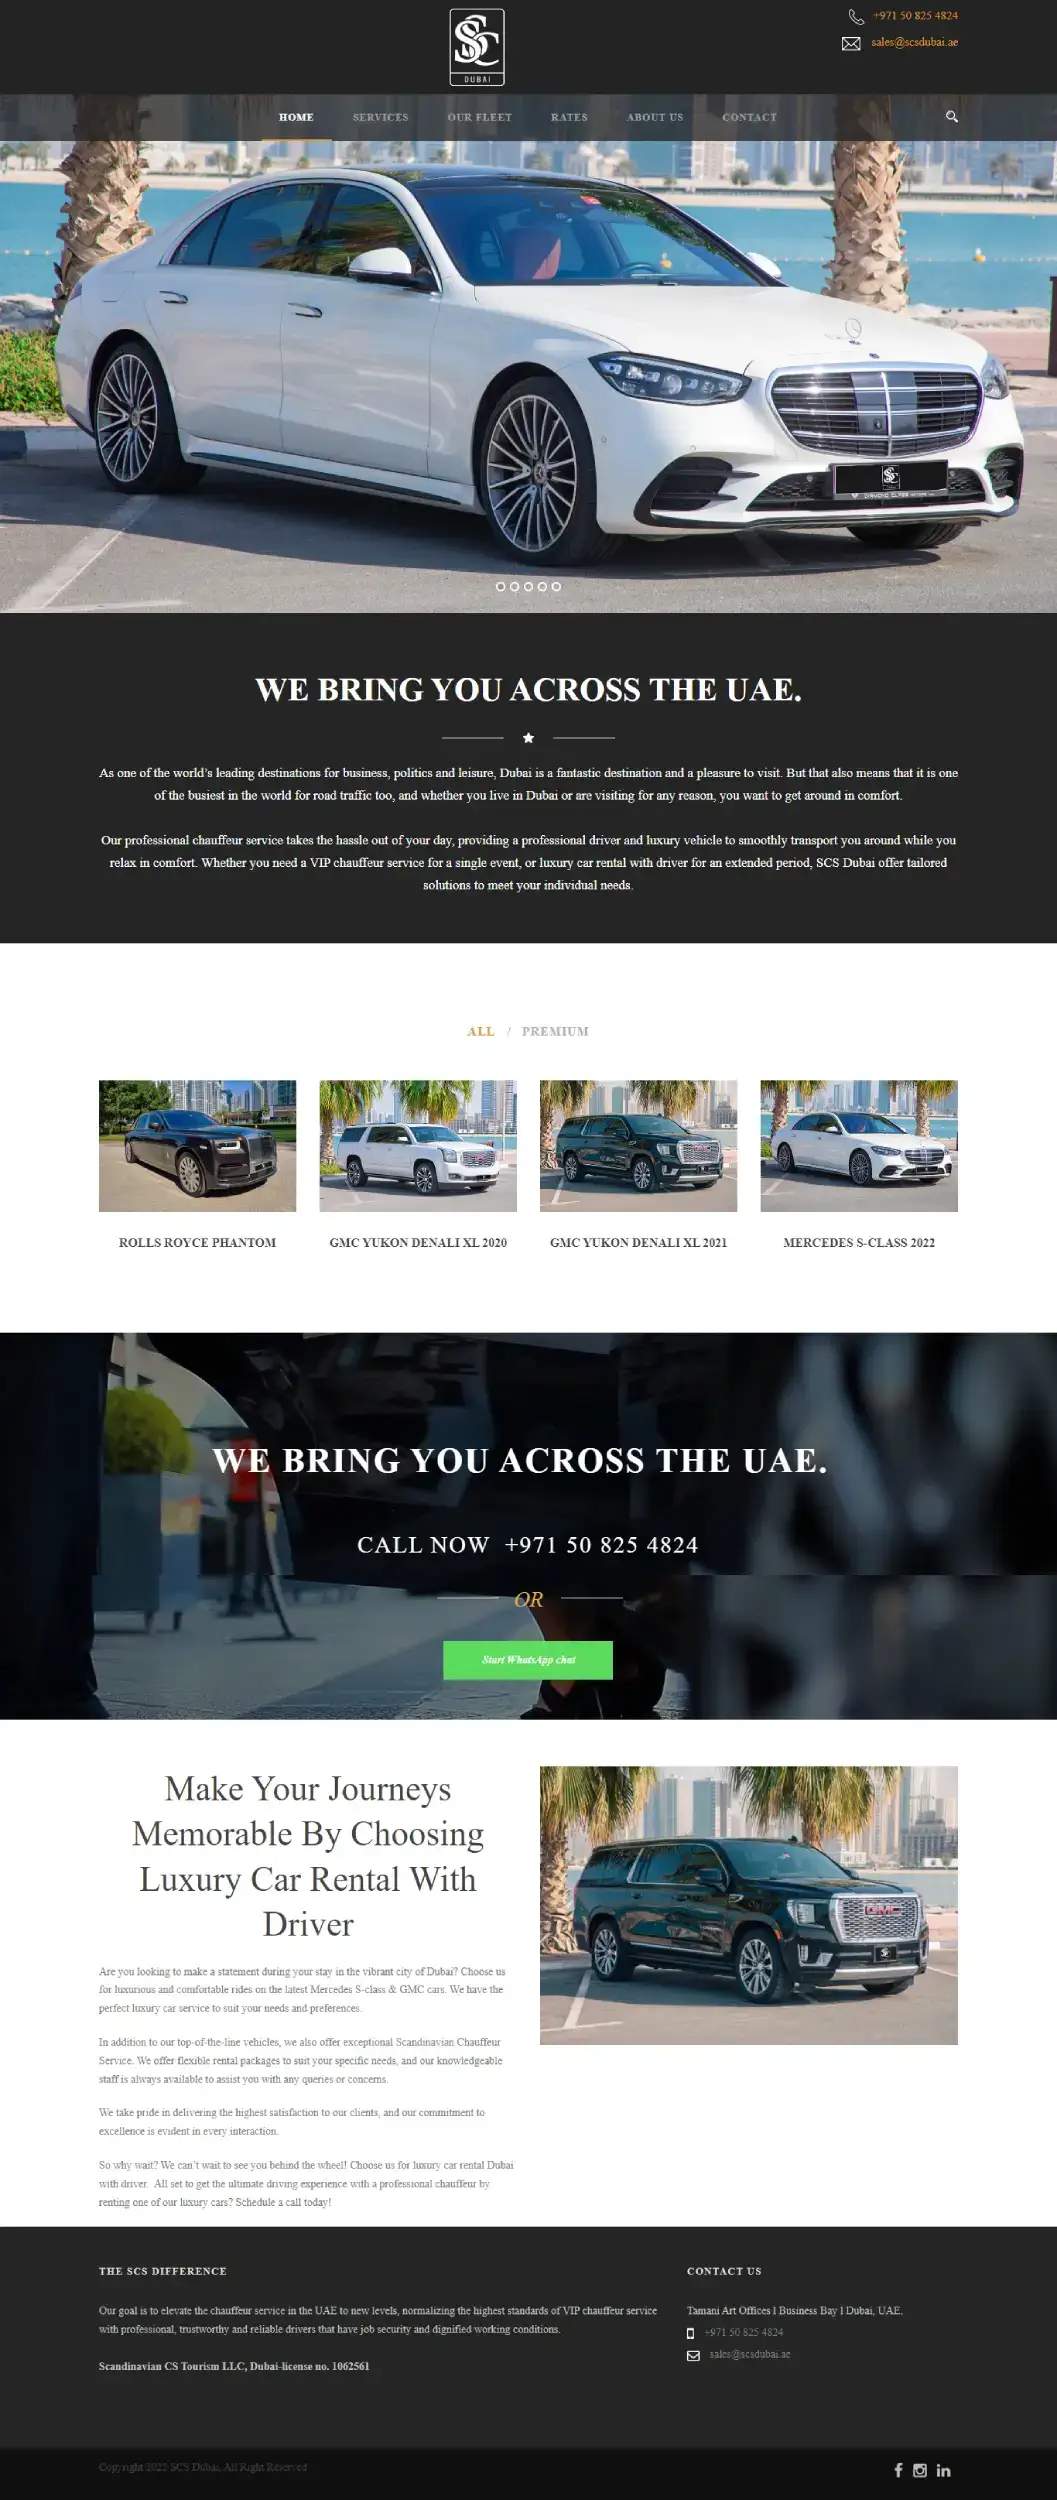 SSC
DUBAI
+971 50 825 4824
sales@scsdubai.ae
HOME
SERVICES
OUR FLEET
RATES
ABOUT US
CONTACT
WE BRING YOU ACROSS THE UAE.
As one of the world’s leading destinations for business, politics and leisure, Dubai is a fantastic destination and a pleasure to visit. But that also means that it is one
of the busiest in the world for road traffic too, and whether you live in Dubai or are visiting for any reason, you want to get around in comfort.
Our professional chauffeur service takes the hassle out of your day, providing a professional driver and luxury vehicle to smoothly transport you around while you
relax in comfort. Whether you need a VIP chauffeur service for a single event, or luxury car rental with driver for an extended period, SCS Dubai offer tailored
solutions to meet your individual needs.
ALL / PREMIUM
ROLLS ROYCE PHANTOM
GMC YUKON DENALI XL 2020
GMC YUKON DENALI XL 2021
MERCEDES S-CLASS 2022
WE BRING YOU ACROSS THE UAE.
CALL NOW +971 50 825 4824
OR
Start WhatsApp chat
Make Your Journeys
Memorable By Choosing
Luxury Car Rental With
Driver
Are you looking to make a statement during your stay in the vibrant city of Dubai? Choose us
for luxurious and comfortable rides on the latest Mercedes S-class & GMC cars. We have the
perfect luxury car service to suit your needs and preferences.
In addition to our top-of-the-line vehicles, we also offer exceptional Scandinavian Chauffeur
Service. We offer flexible rental packages to suit your specific needs, and our knowledgeable
staff is always available to assist you with any queries or concerns.
We take pride in delivering the highest satisfaction to our clients, and our commitment to
excellence is evident in every interaction.
So why wait? We can’t wait to see you behind the wheel! Choose us for luxury car rental Dubai
with driver. All set to get the ultimate driving experience with a professional chauffeur by
renting one of our luxury cars? Schedule a call today!
GMC
THE SCS DIFFERENCE
Our goal is to elevate the chauffeur service in the UAE to new levels, normalizing the highest standards of VIP chauffeur service
with professional, trustworthy and reliable drivers that have job security and dignified working conditions.
Scandinavian CS Tourism LLC, Dubai-license no. 1062561
CONTACT US
Tamani Art Offices l Business Bay l Dubai, UAE.
+971 50 825 4824
sales@scsdubai.ae
Copyright 2022 SCS Dubai, All Right Reserved